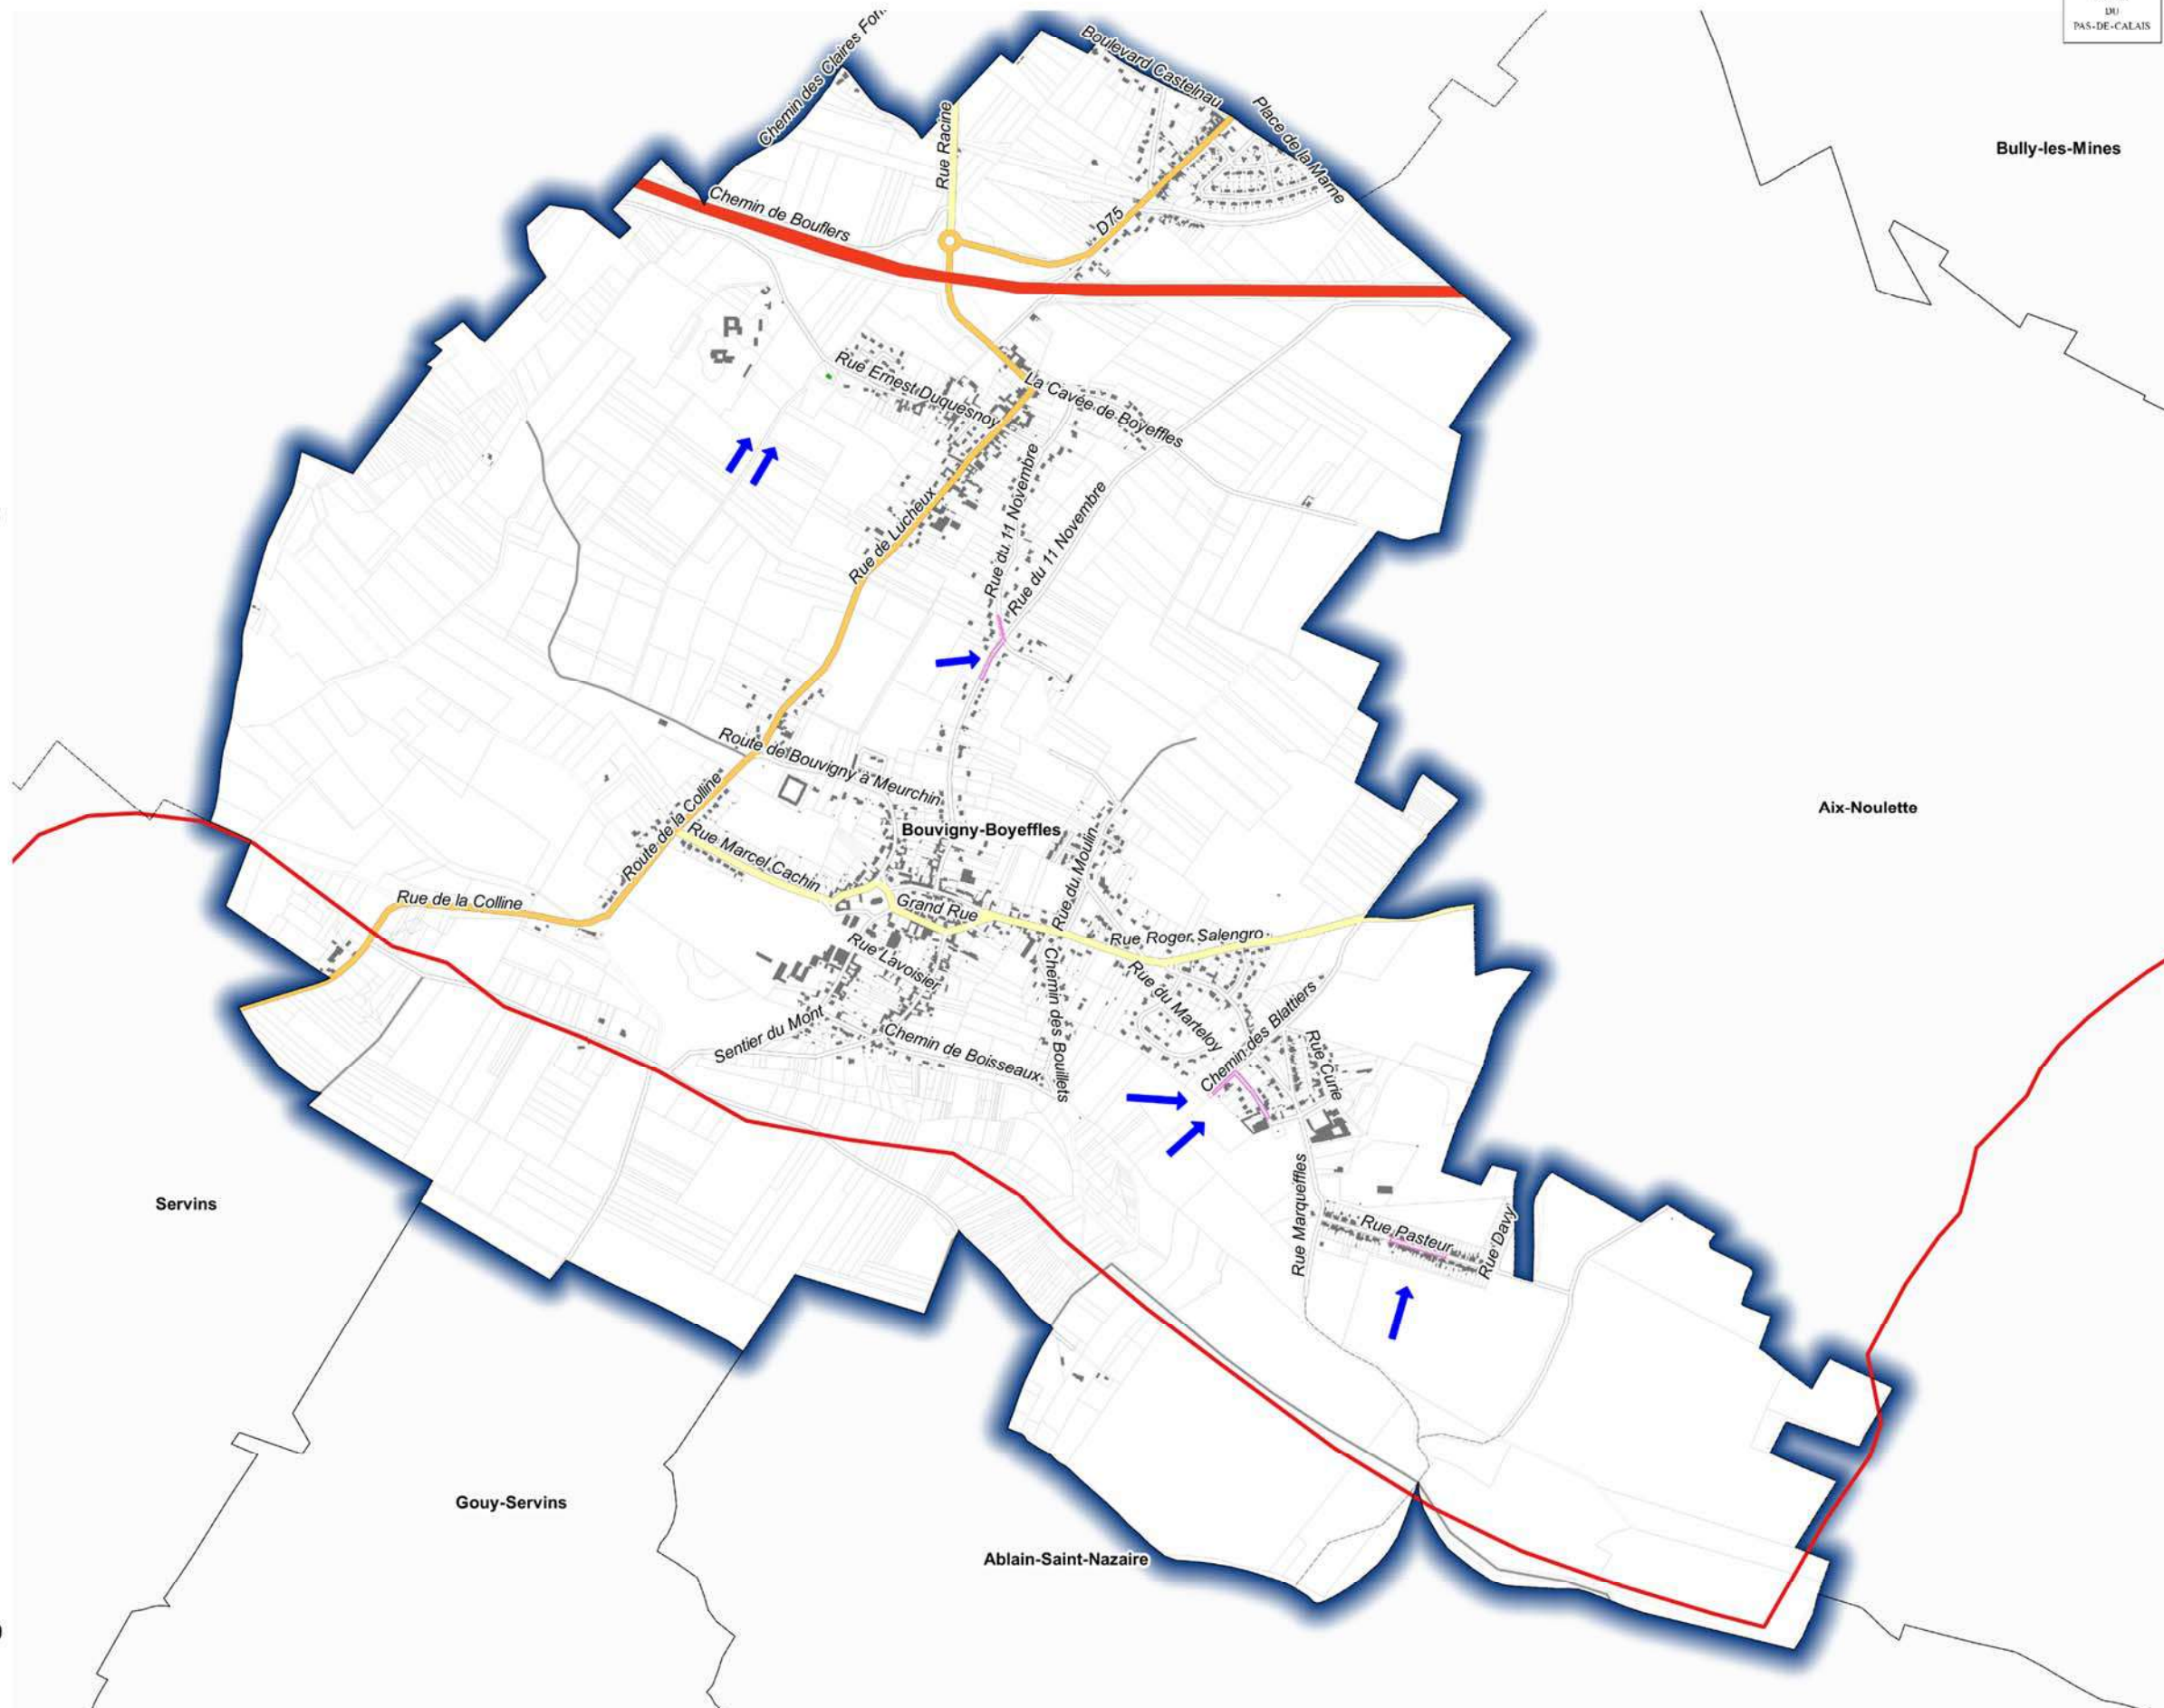 DU
PAS-DE-CALAIS
Chemin des Claires Fon
Boulevard Castelnau
Place de la Marne
Rue Racine
Bully-les-Mines
Chemin de Bouflers
D75
Rue Ernest Duquesnoy
La Cavée de Boyeffles
Rue du 11 Novembre
Rue du 11 Novembre
Rue de Lucheux
Route de Bouvigny à Meurchin
Route de la Colline
Aix-Noulette
Bouvigny-Boyeffles
Rue Marcel Cachin
Rue du Moulin
Rue de la Colline
Grand Rue
Rue Roger Salengro
Rue Lavoisier
Chemin des Bouillets
Rue du Marteloy
Chemin des Blattiers
Sentier du Mont
Chemin de Boisseaux
Rue Curie
Servins
Rue Marqueffles
Rue Pasteur
Rue Davy
Gouy-Servins
Ablain-Saint-Nazaire